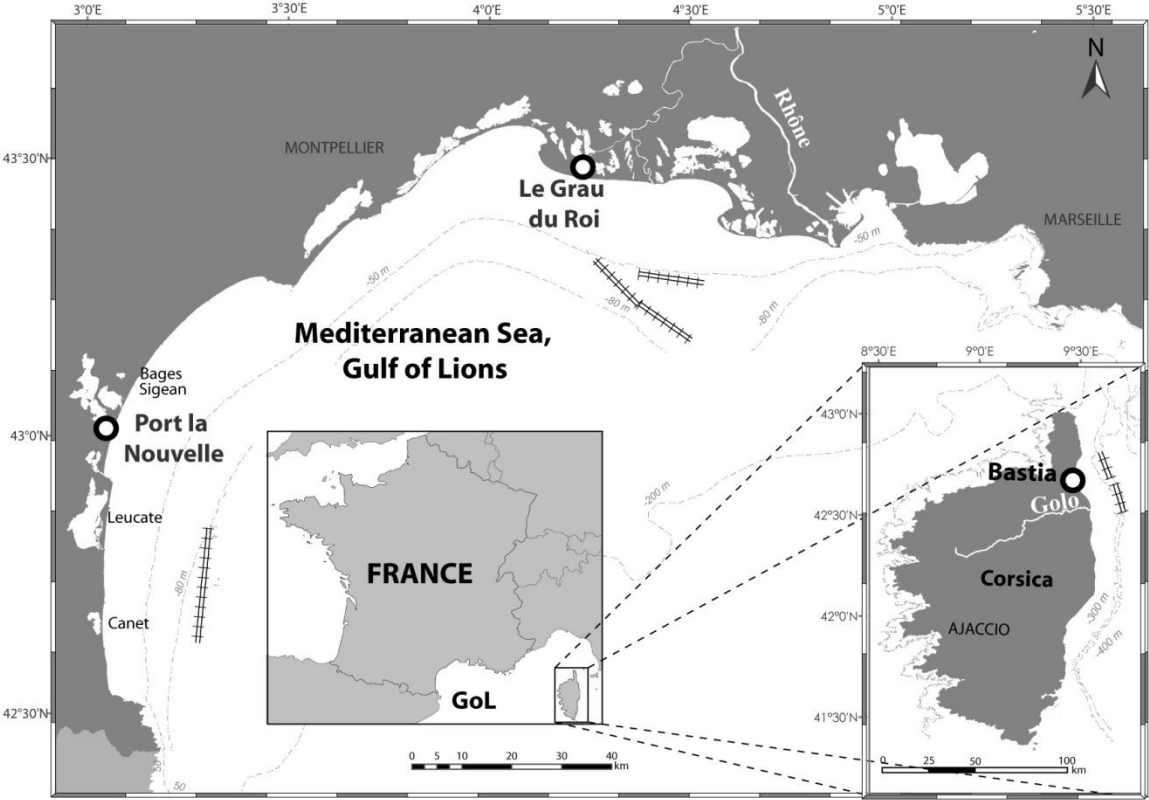 3°0'E
3°30'E
4°0'E
4°30'E
5°0'E
5°30'E
N
Rhône
MONTPELLIER
43°30'N
Le Grau
du Roi
MARSEILLE
-50 m
-50 m
-80 m
-80 m
Mediterranean Sea,
Gulf of Lions
8°30'E
9°0'E
9°30'E
Bages
Sigean
Port la
Nouvelle
43°0'N
43°0'N
Bastia
-200 m
Golo
42°30'N
Leucate
FRANCE
Corsica
-80 m
Canet
-300 m
42°0'N
AJACCIO
-400 m
GoL
42°30'N
41°30'N
0 5 10 20 30 40
km
0 25 50 100
km
50
50